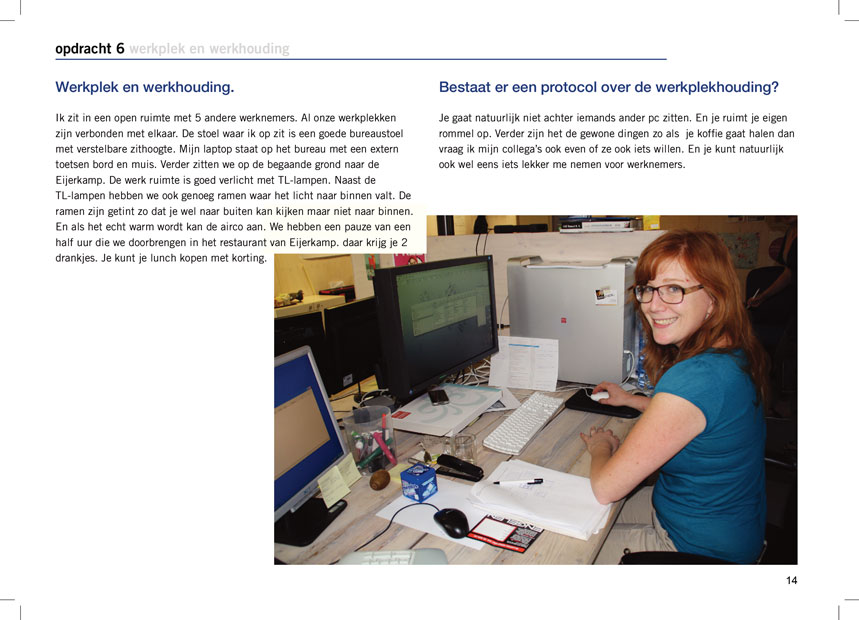 opdracht 6 werkplek en werkhouding
Werkplek en werkhouding.
Ik zit in een open ruimte met 5 andere werknemers. Al onze werkplekken
zijn verbonden met elkaar. De stoel waar ik op zit is een goede bureaustoel
met verstelbare zithoogte. Mijn laptop staat op het bureau met een extern
toetsen bord en muis. Verder zitten we op de begaande grond naar de
Eijerkamp. De werk ruimte is goed verlicht met TL-lampen. Naast de
TL-lampen hebben we ook genoeg ramen waar het licht naar binnen valt. De
ramen zijn getint zo dat je wel naar buiten kan kijken maar niet naar binnen.
En als het echt warm wordt kan de airco aan. We hebben een pauze van een
half uur die we doorbrengen in het restaurant van Eijerkamp. daar krijg je 2
drankjes. Je kunt je lunch kopen met korting.
Bestaat er een protocol over de werkplekhouding?
Je gaat natuurlijk niet achter iemands ander pc zitten. En je ruimt je eigen
rommel op. Verder zijn het de gewone dingen zo als  je koffie gaat halen dan
vraag ik mijn collega's ook even of ze ook iets willen. En je kunt natuurlijk
ook wel eens iets lekker me nemen voor werknemers.
14